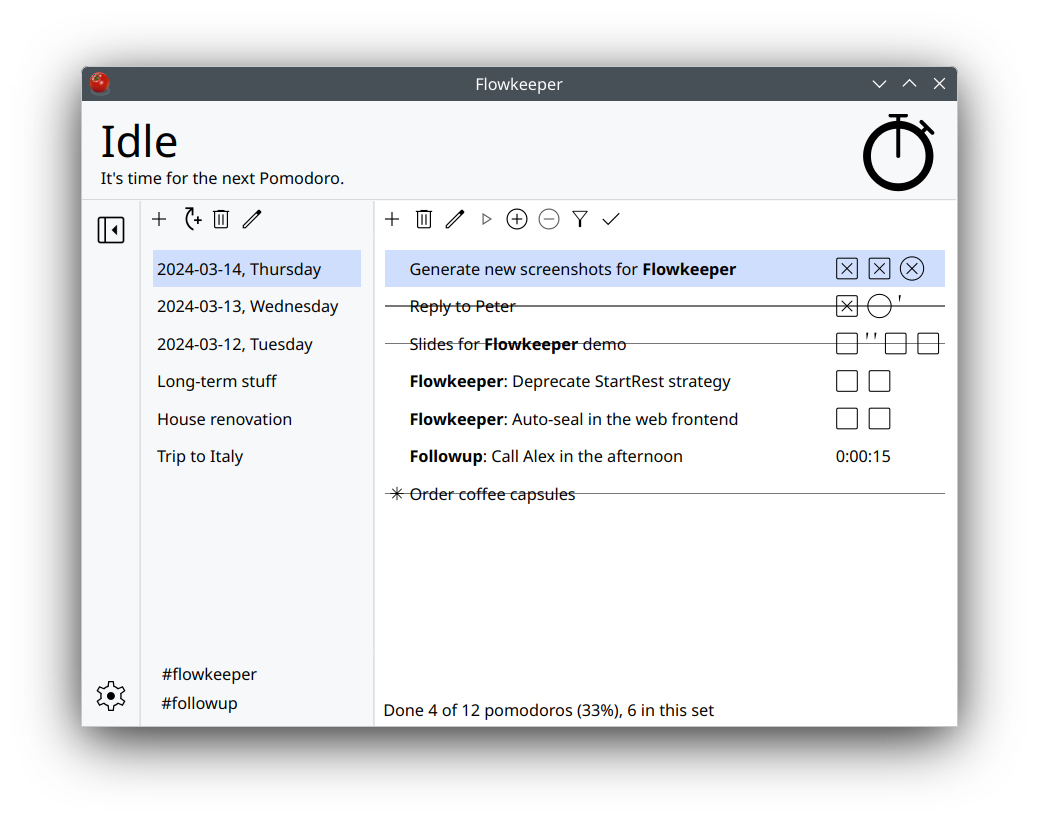 Flowkeeper
Idle
It's time for the next Pomodoro.
2024-03-14, Thursday
2024-03-13, Wednesday
2024-03-12, Tuesday
Long-term stuff
House renovation
Trip to Italy
#flowkeeper
#followup
Generate new screenshots for Flowkeeper
Reply to Peter '
Slides for Flowkeeper demo ' '
Flowkeeper: Deprecate StartRest strategy
Flowkeeper: Auto-seal in the web frontend
Followup: Call Alex in the afternoon 0:00:15
Order coffee capsules
Done 4 of 12 pomodoros (33%), 6 in this set